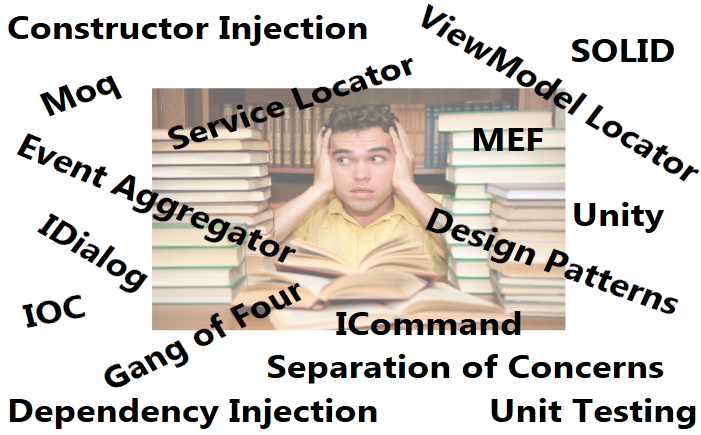 Constructor Injection
ViewModel Locator
SOLID
Moq
Service Locator
MEF
Event Aggregator
Unity
IDialog
Design Patterns
IOC
Gang of Four
ICommand
Separation of Concerns
Dependency Injection
Unit Testing